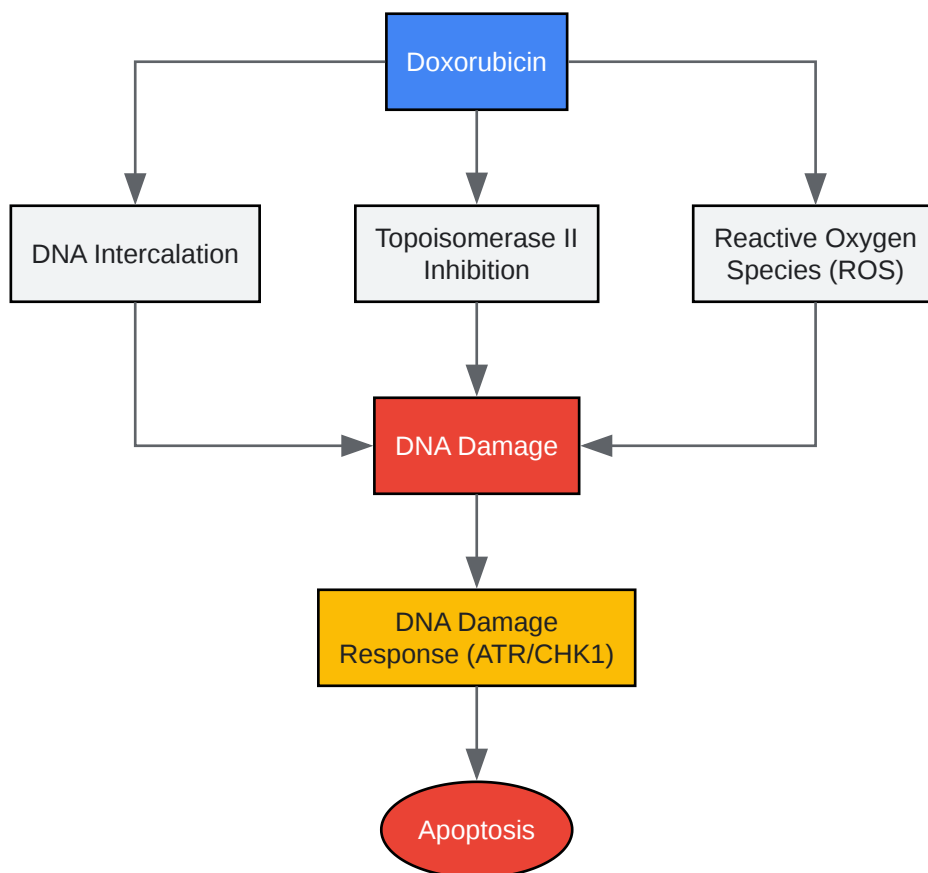 Doxorubicin
DNA Intercalation
Topoisomerase II
Inhibition
Reactive Oxygen
Species (ROS)
DNA Damage
DNA Damage
Response (ATR/CHK1)
Apoptosis